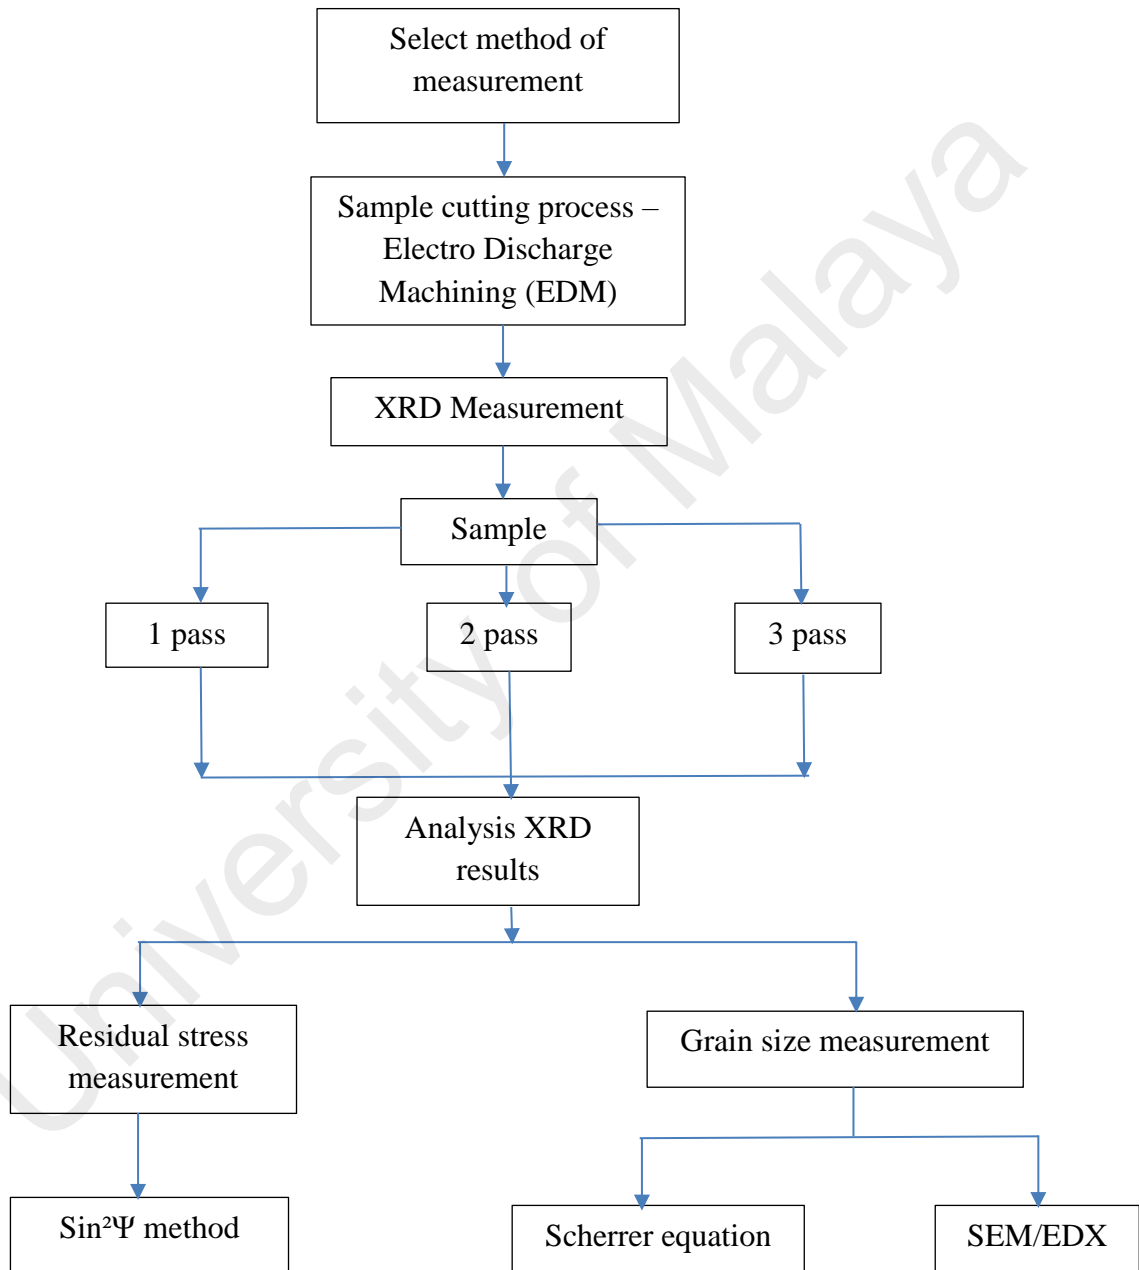 Select method of
measurement
Sample cutting process –
Electro Discharge
Machining (EDM)
XRD Measurement
Sample
1 pass
2 pass
3 pass
Analysis XRD
results
Residual stress
measurement
Grain size measurement
Sin²Ψ method
Scherrer equation
SEM/EDX
University of Malaya